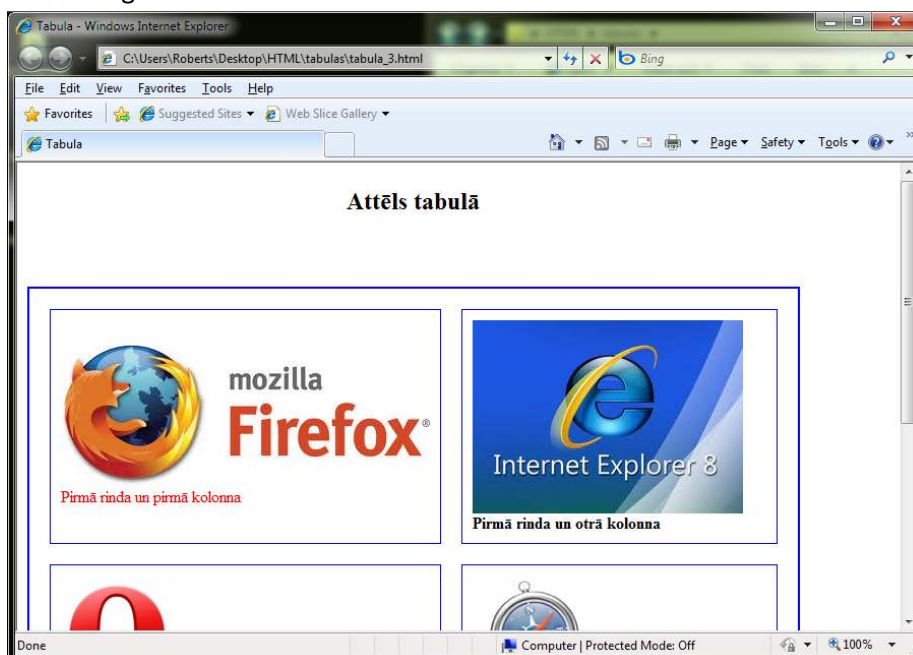 Tabula - Windows Internet Explorer
C:\Users\Roberts\Desktop\HTML\tabulas\tabula_3.html
Bing
File Edit View Favorites Tools Help
Favorites Suggested Sites Web Slice Gallery
Tabula
Page Safety Tools
Attēls tabulā
mozilla
Firefox®
Pirmā rinda un pirmā kolonna
Internet Explorer 8
Pirmā rinda un otrā kolonna
Done
Computer | Protected Mode: Off
100%